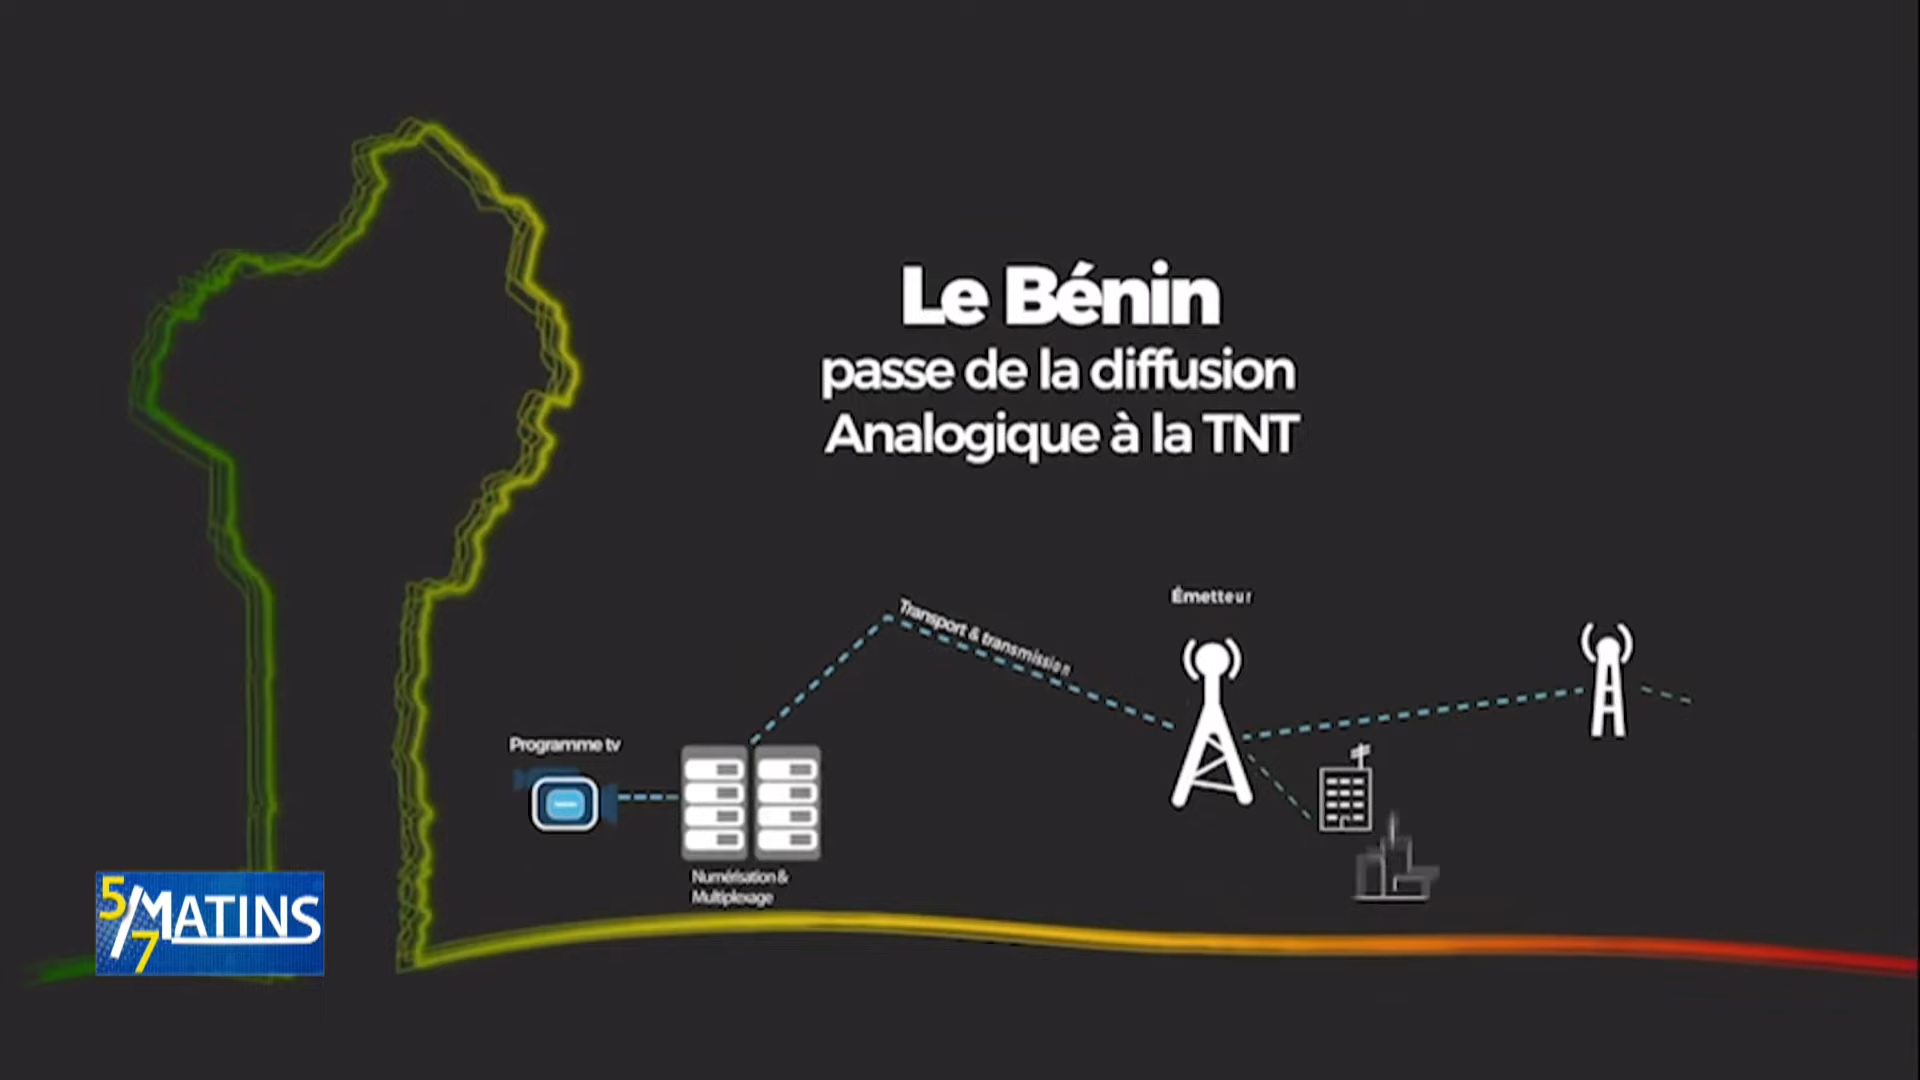 Le Bénin
passe de la diffusion
Analogique à la TNT
Émetteur
Transport & transmission
Programme tv
Numérisation &
Multiplexage
5/7 MATINS